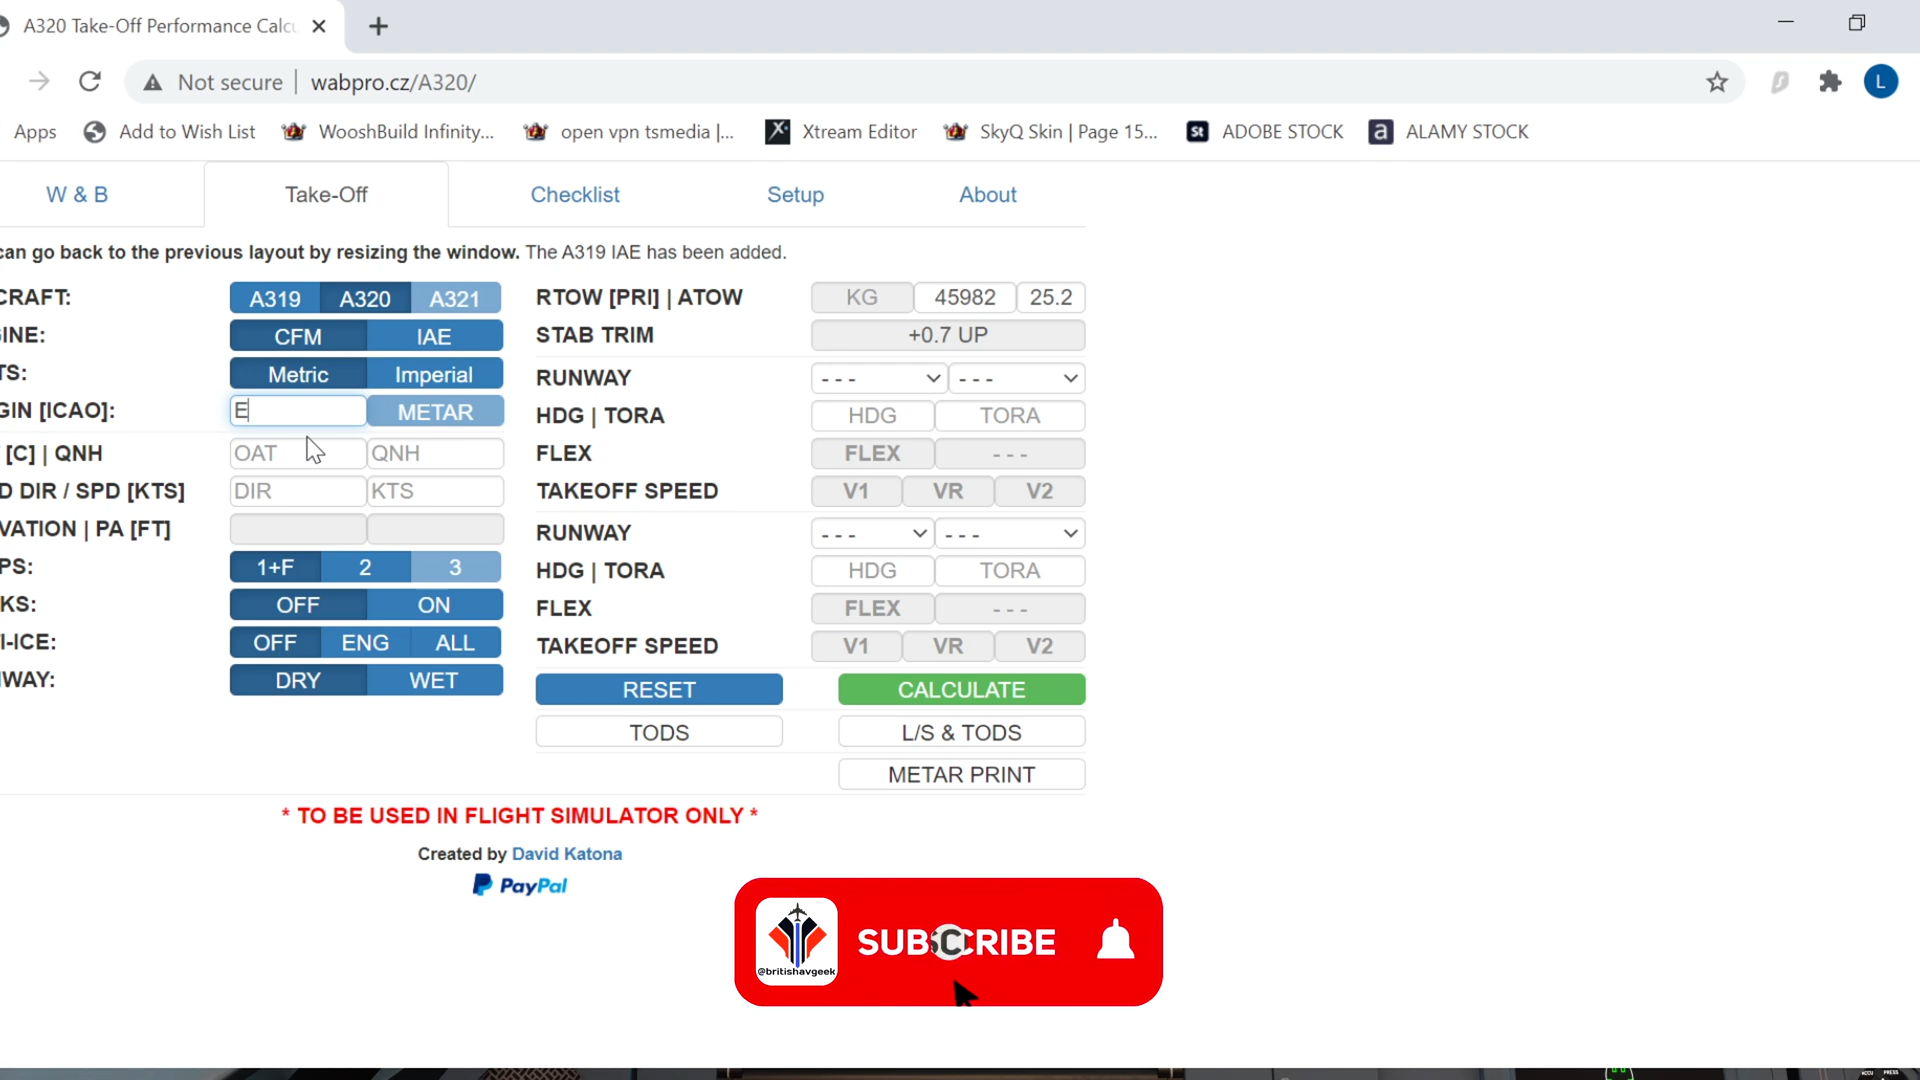 A320 Take-Off Performance Calcu
Not secure | wabpro.cz/A320/
Apps Add to Wish List WooshBuild Infinity... open vpn tsmedia |... Xtream Editor SkyQ Skin | Page 15... ADOBE STOCK ALAMY STOCK
L
W & B Take-Off Checklist Setup About
can go back to the previous layout by resizing the window. The A319 IAE has been added.
CRAFT: A319 A320 A321
INE: CFM IAE
TS: Metric Imperial
GIN [ICAO]: E METAR
[C] | QNH OAT QNH
D DIR / SPD [KTS] DIR KTS
VATION | PA [FT]
PS: 1+F 2 3
KS: OFF ON
I-ICE: OFF ENG ALL
WAY: DRY WET
RTOW [PRI] | ATOW KG 45982 25.2
STAB TRIM +0.7 UP
RUNWAY --- ---
HDG | TORA HDG TORA
FLEX FLEX ---
TAKEOFF SPEED V1 VR V2
RUNWAY --- ---
HDG | TORA HDG TORA
FLEX FLEX ---
TAKEOFF SPEED V1 VR V2
RESET CALCULATE
TODS L/S & TODS
METAR PRINT
* TO BE USED IN FLIGHT SIMULATOR ONLY *
Created by David Katona
PayPal
@britishavgeek
SUBSCRIBE